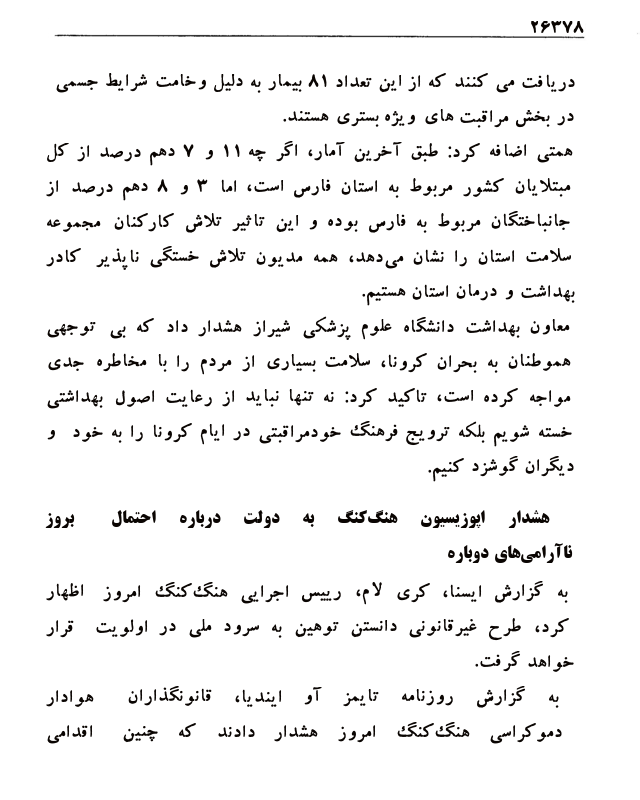 ۲۶۳۷۸
دریافت می کنند که از این تعداد ۸۱ بیمار به دلیل وخامت شرایط جسمی
در بخش مراقبت های ویژه بستری هستند.
همتی اضافه کرد: طبق آخرین آمار، اگر چه ۱۱ و ۷ دهم درصد از کل
مبتلایان کشور مربوط به استان فارس است، اما ۳ و ۸ دهم درصد از
جانباختگان مربوط به فارس بوده و این تاثیر تلاش کارکنان مجموعه
سلامت استان را نشان می‌دهد، همه مدیون تلاش خستگی ناپذیر کادر
بهداشت و درمان استان هستیم.
معاون بهداشت دانشگاه علوم پزشکی شیراز هشدار داد که بی توجهی
هموطنان به بحران کرونا، سلامت بسیاری از مردم را با مخاطره جدی
مواجه کرده است، تاکید کرد: نه تنها نباید از رعایت اصول بهداشتی
خسته شویم بلکه ترویج فرهنگ خودمراقبتی در ایام کرونا را به خود و
دیگران گوشزد کنیم.
هشدار اپوزیسیون هنگ‌کنگ به دولت درباره احتمال بروز
ناآرامی‌های دوباره
به گزارش ایسنا، کری لام، رییس اجرایی هنگ‌کنگ امروز اظهار
کرد، طرح غیرقانونی دانستن توهین به سرود ملی در اولویت قرار
خواهد گرفت.
به گزارش روزنامه تایمز آو ایندیا، قانونگذاران هوادار
دموکراسی هنگ‌کنگ امروز هشدار دادند که چنین اقدامی